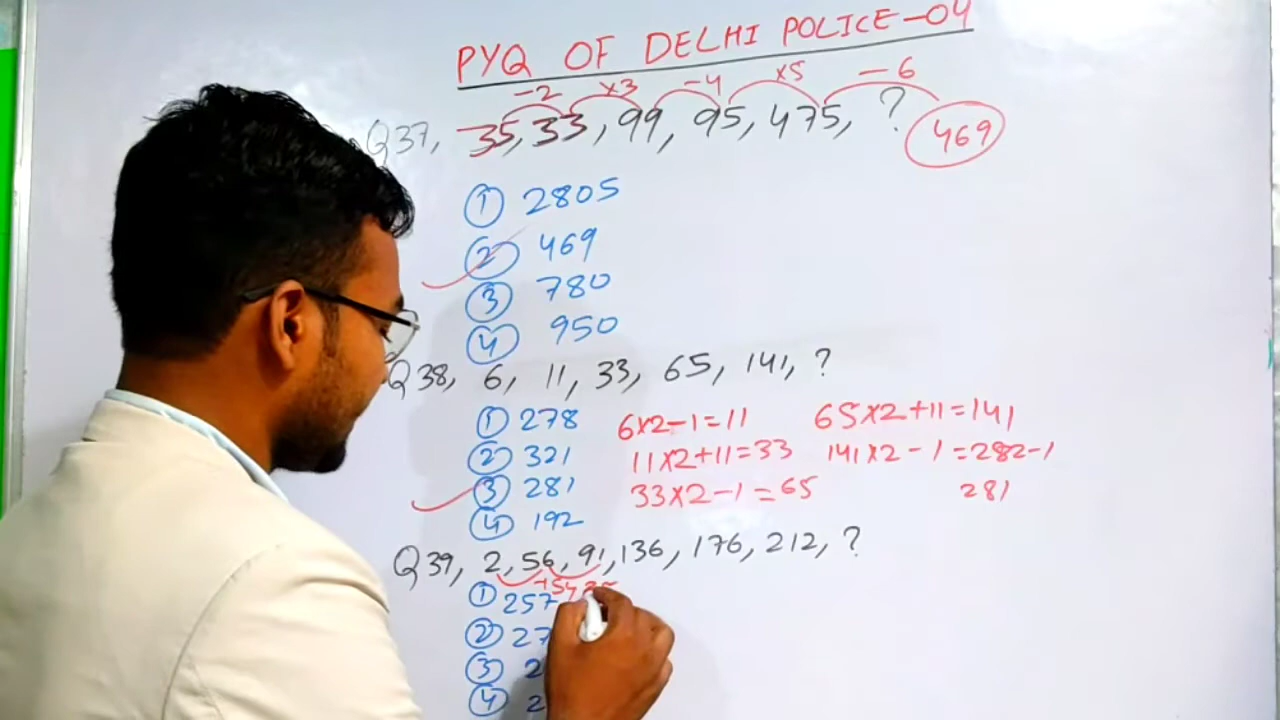 PYQ OF DELHI POLICE-04
-2 ×3 -4 ×5 -6
Q37, 35, 33, 99, 95, 475, ? 469
① 2805
② 469
③ 780
④ 950
Q38, 6, 11, 33, 65, 141, ?
① 278 6×2-1=11 65×2+11=141
② 321 11×2+11=33 141×2-1=282-1
③ 281 33×2-1=65 281
④ 192
Q39, 2, 56, 91, 136, 176, 212, ?
+54
① 257
②
③
④